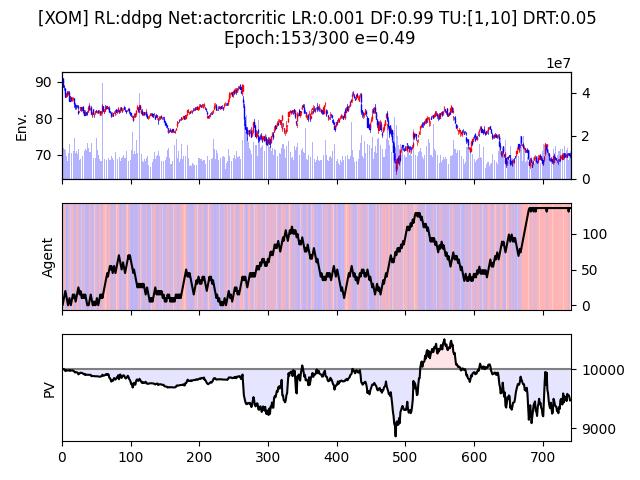 [XOM] RL:ddpg Net:actorcritic LR:0.001 DF:0.99 TU:[1,10] DRT:0.05
Epoch:153/300 e=0.49
1e7
90
80
70
Env.
4
2
0
Agent
100
50
0
PV
10000
9000
0 100 200 300 400 500 600 700